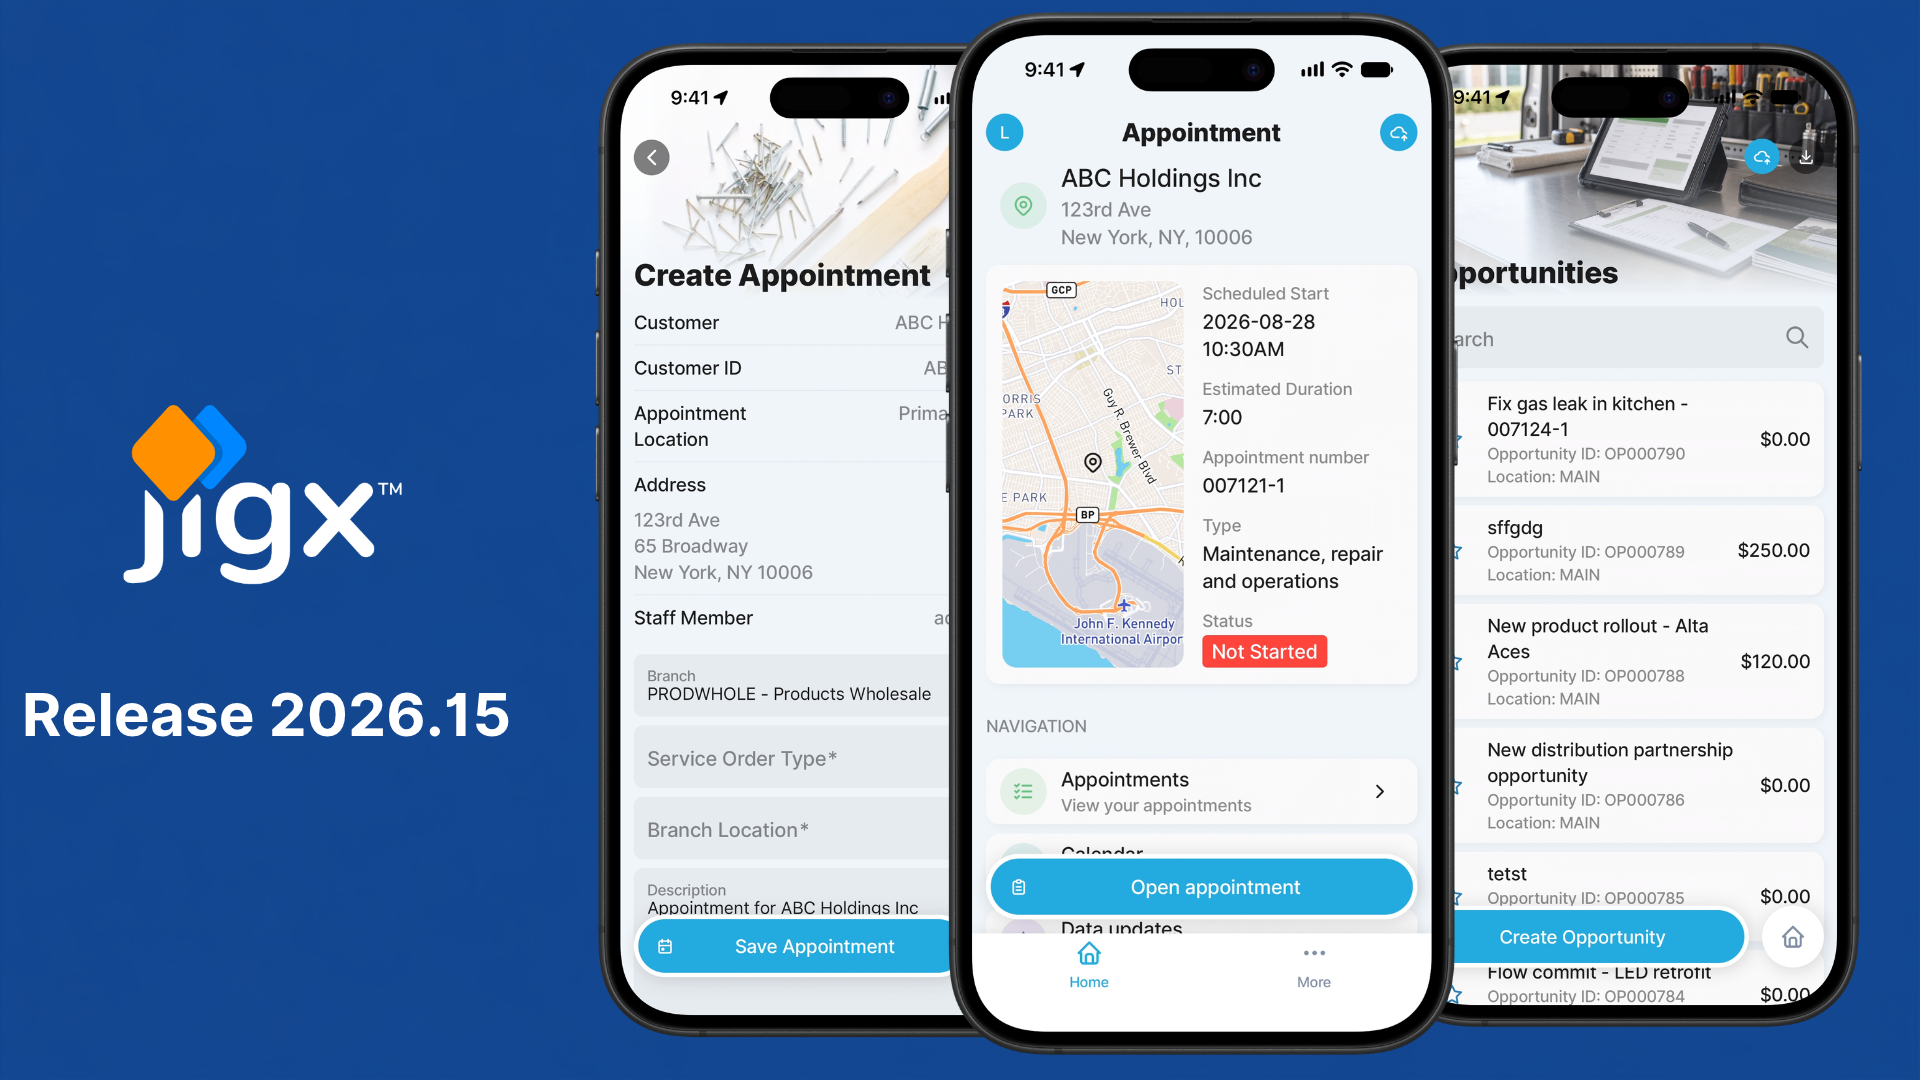 jigx™
Release 2026.15
9:41
Create Appointment
Customer
ABC H
Customer ID
AB
Appointment
Location
Prima
Address
123rd Ave
65 Broadway
New York, NY 10006
Staff Member
ad
Branch
PRODWHOLE - Products Wholesale
Service Order Type*
Branch Location*
Description
Appointment for ABC Holdings Inc
Save Appointment
9:41
L
Appointment
ABC Holdings Inc
123rd Ave
New York, NY, 10006
GCP
HOL
ST
ORRIS
PARK
Guy R. Brewer Blvd
E PARK
BP
John F. Kennedy
International Airpor
Scheduled Start
2026-08-28
10:30AM
Estimated Duration
7:00
Appointment number
007121-1
Type
Maintenance, repair
and operations
Status
Not Started
NAVIGATION
Appointments
View your appointments
Calendar
Open appointment
Data updates
Home
More
9:41
pportunities
arch
Fix gas leak in kitchen -
007124-1
Opportunity ID: OP000790
Location: MAIN
$0.00
sffgdg
Opportunity ID: OP000789
Location: MAIN
$250.00
New product rollout - Alta
Aces
Opportunity ID: OP000788
Location: MAIN
$120.00
New distribution partnership
opportunity
Opportunity ID: OP000786
Location: MAIN
$0.00
tetst
Opportunity ID: OP000785
$0.00
Create Opportunity
Flow commit - LED retrofit
Opportunity ID: OP000784
$0.00